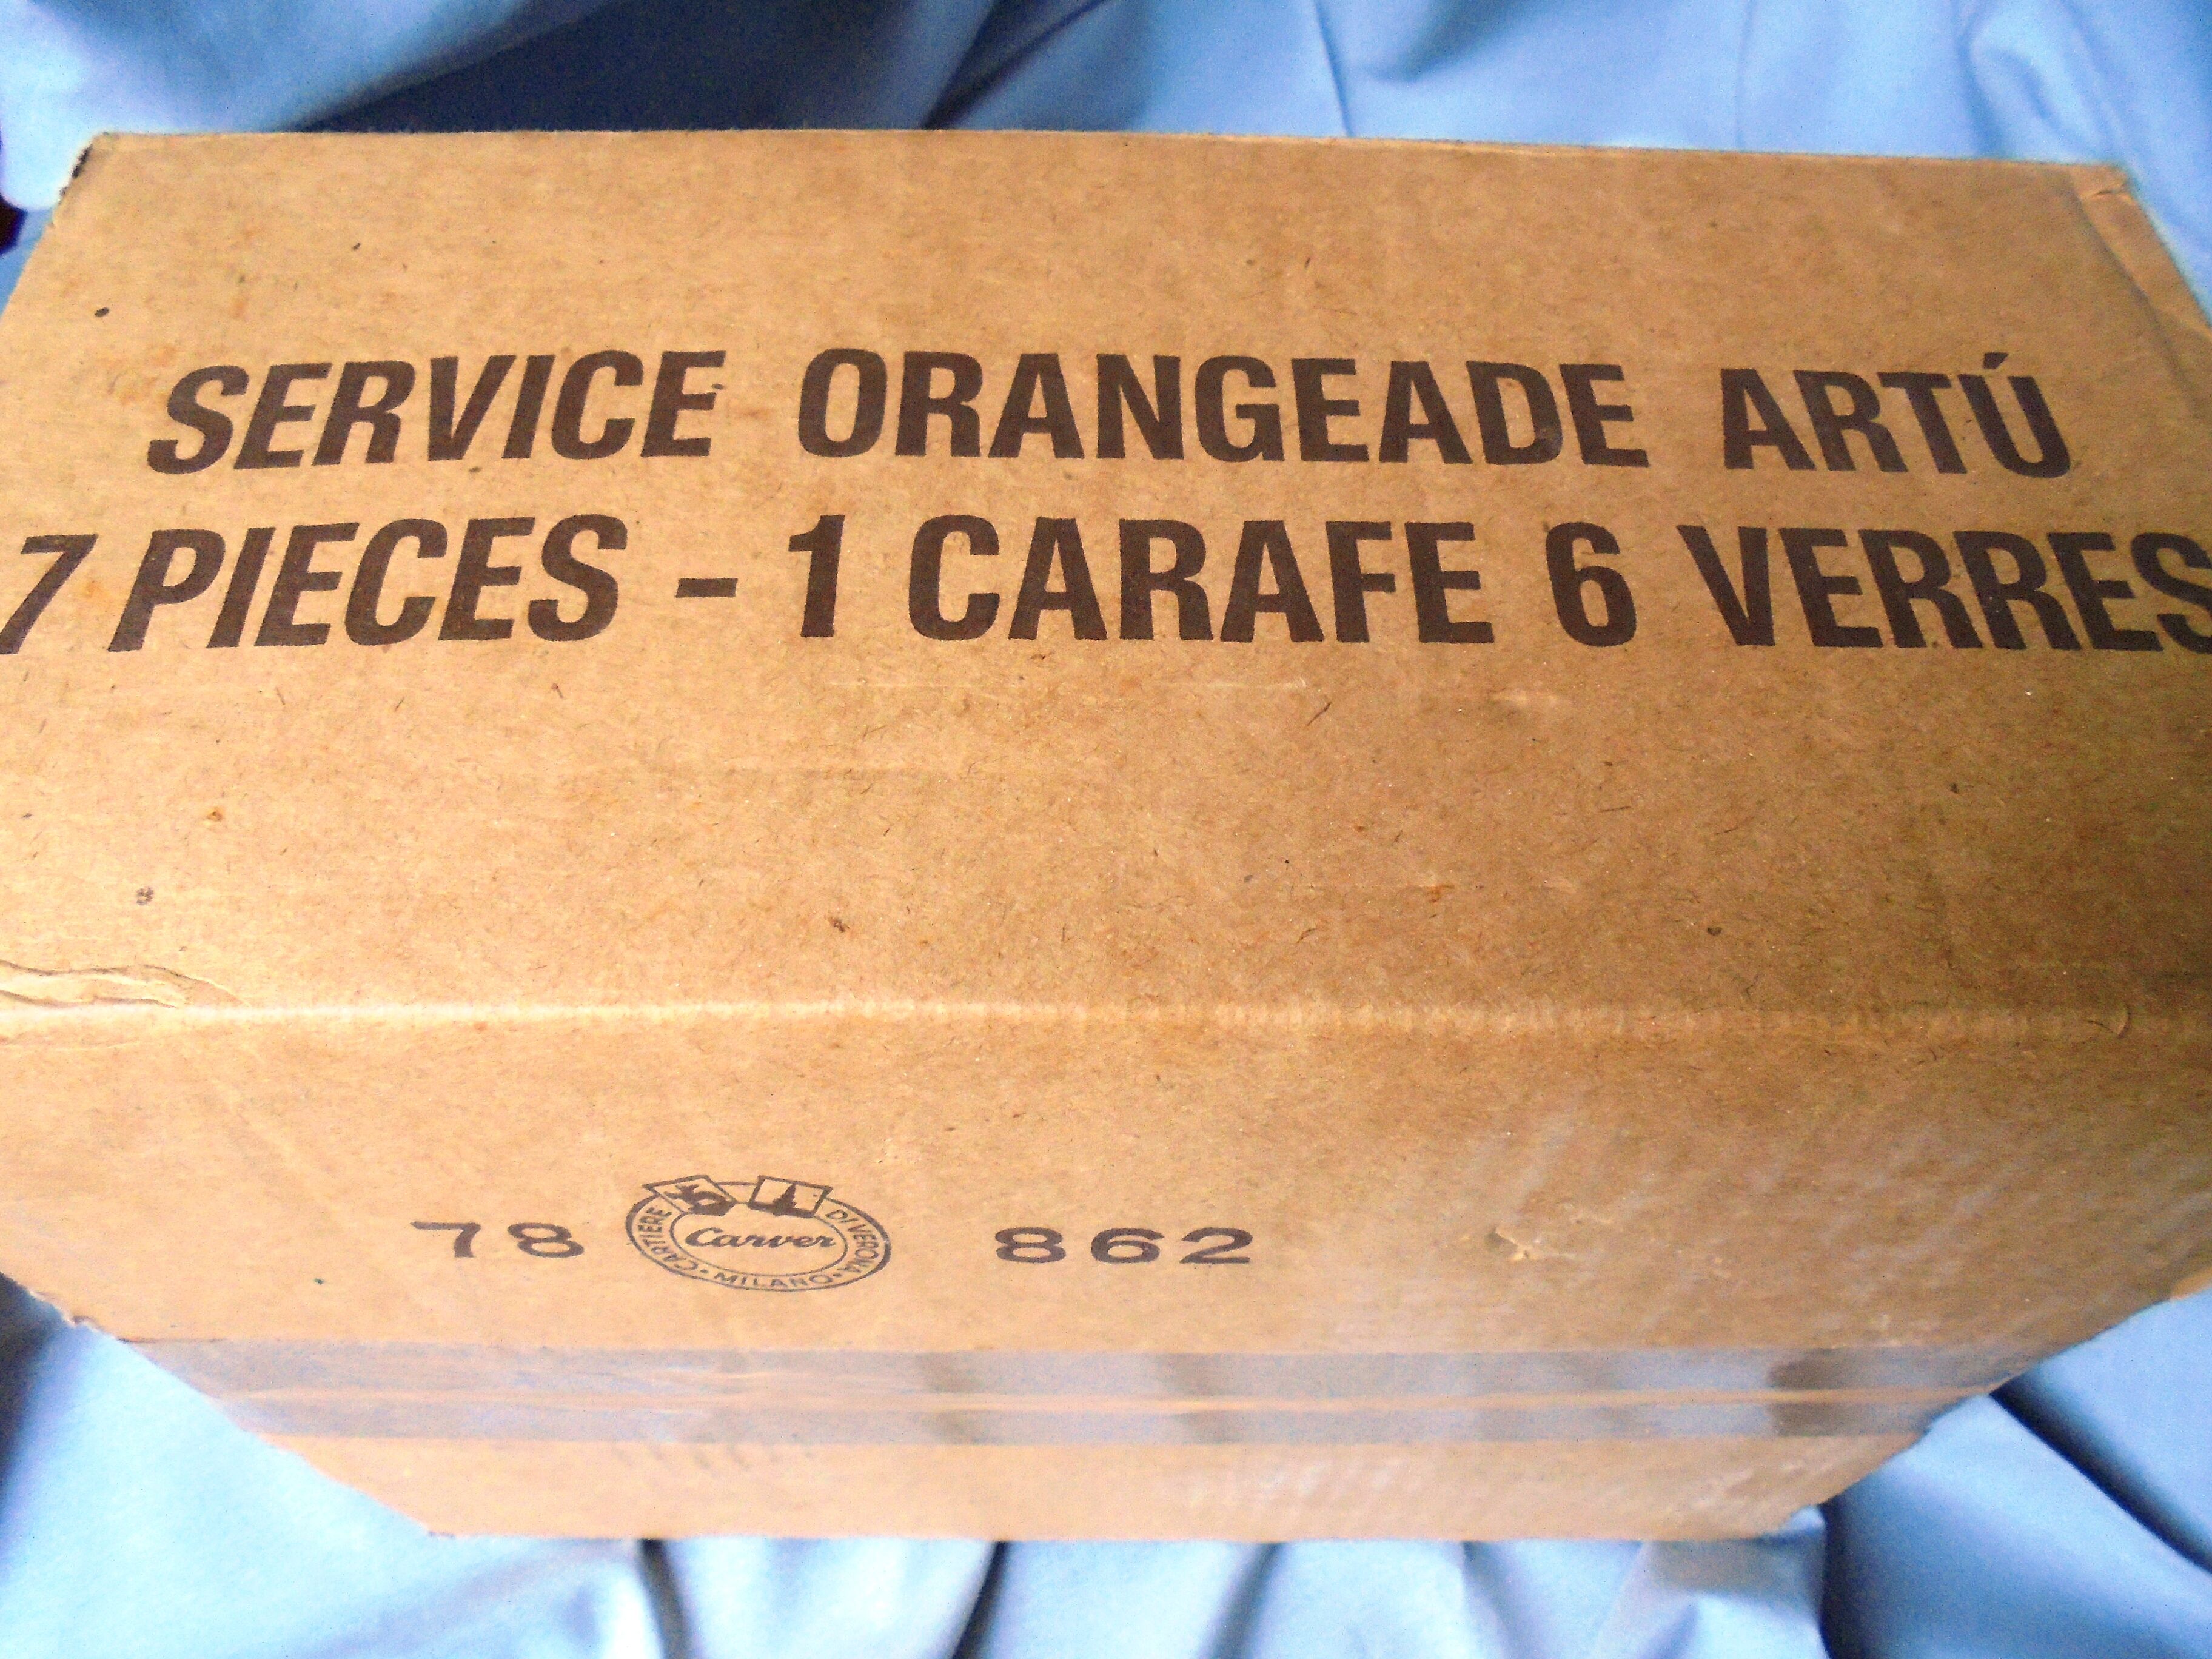 SERVICE ORANGEADE ARTÚ
7 PIECES - 1 CARAFE 6 VERRES
78 862
CARTIERE DI VERONA
Carver
• MILANO •